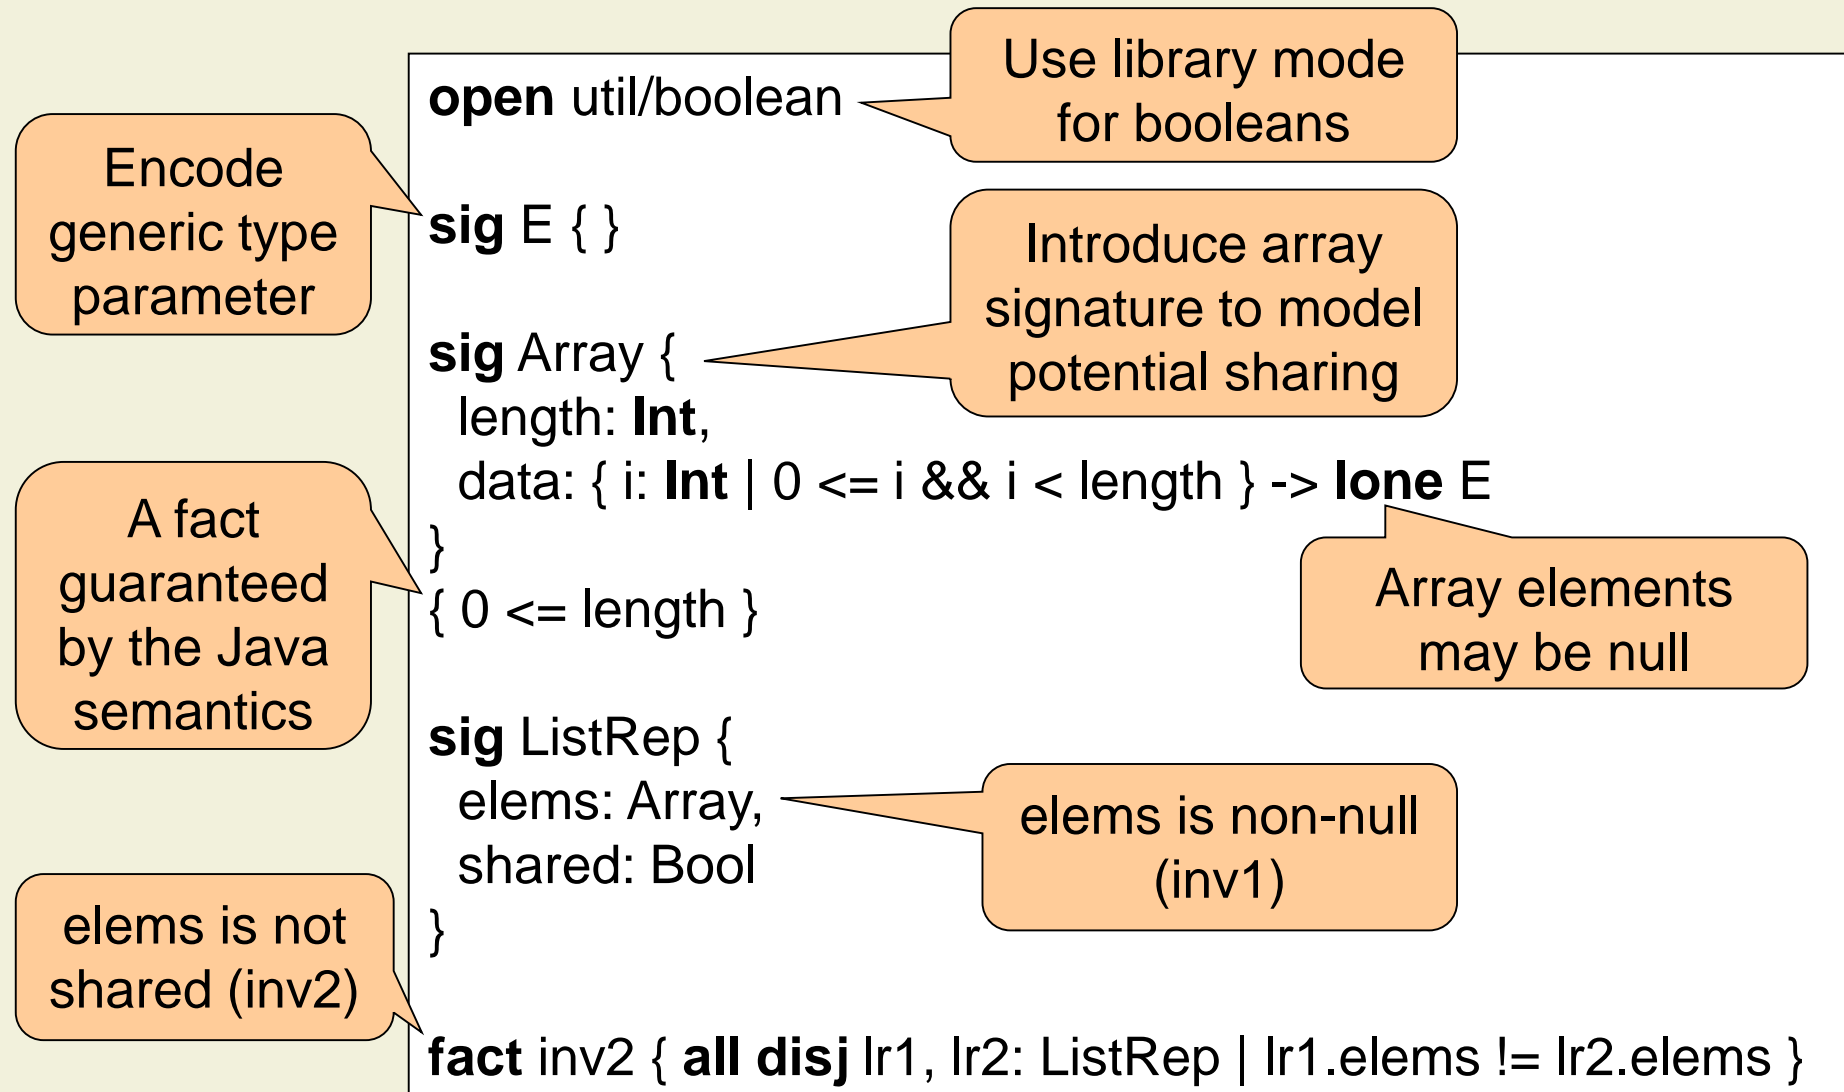 open util/boolean
Use library mode
for booleans
Encode
generic type
parameter
sig E { }
Introduce array
signature to model
potential sharing
sig Array {
length: Int,
data: { i: Int | 0 <= i && i < length } -> lone E
}
{ 0 <= length }
A fact
guaranteed
by the Java
semantics
Array elements
may be null
sig ListRep {
elems: Array,
shared: Bool
}
elems is non-null
(inv1)
elems is not
shared (inv2)
fact inv2 { all disj lr1, lr2: ListRep | lr1.elems != lr2.elems }